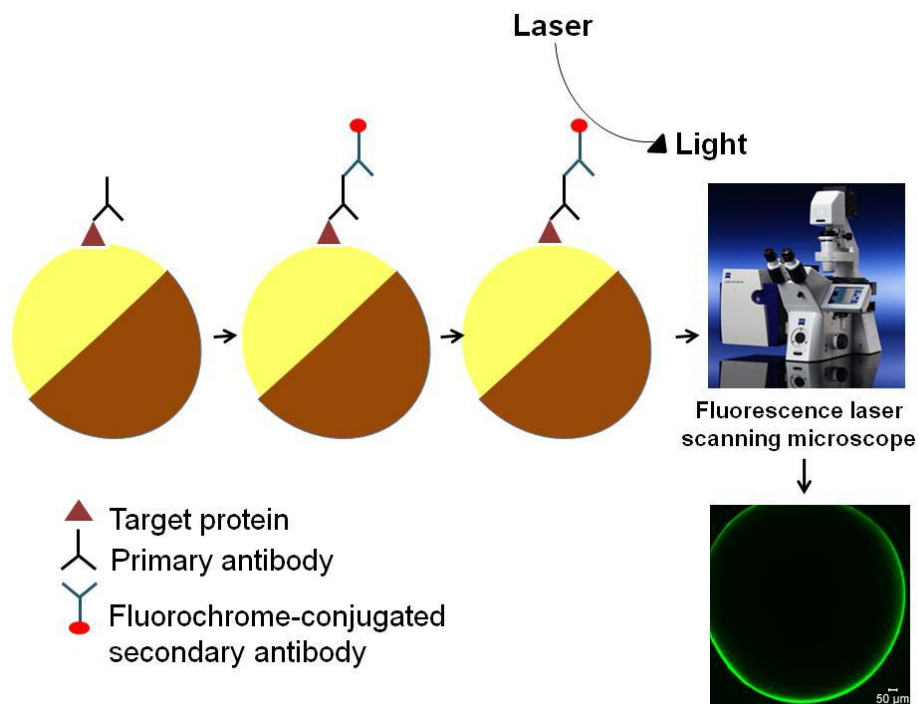 Laser
Light
Fluorescence laser
scanning microscope
Target protein
Primary antibody
Fluorochrome-conjugated
secondary antibody
50 µm